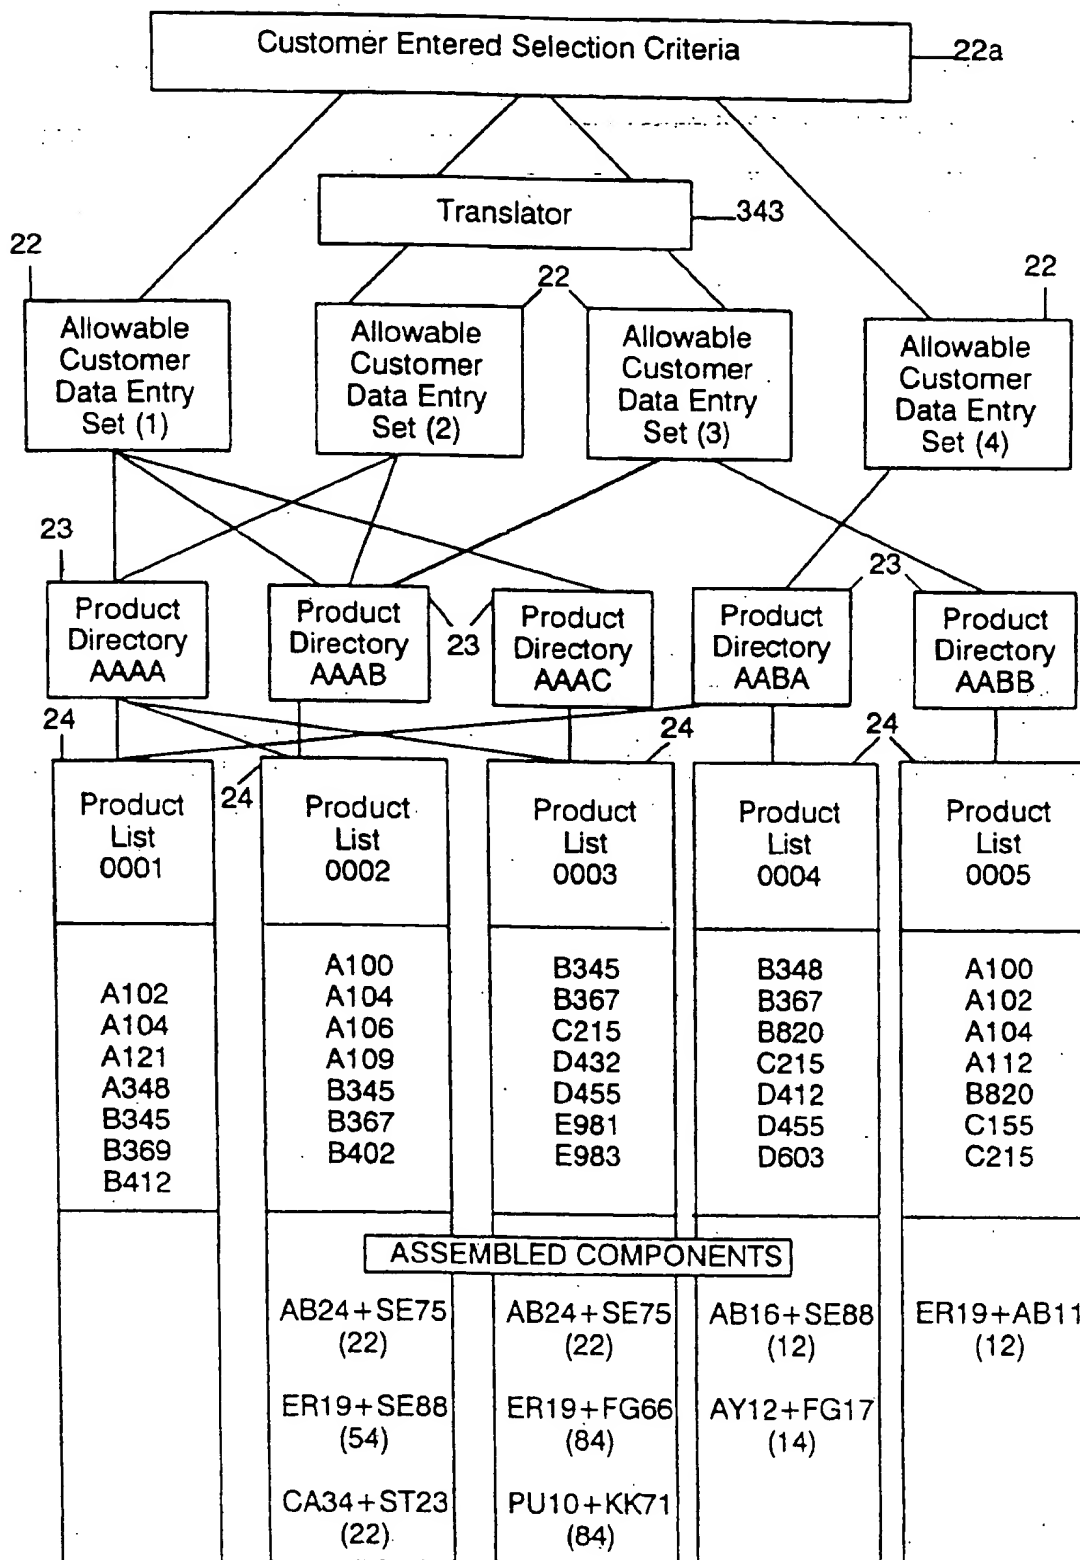 Customer Entered Selection Criteria
22a
Translator
343
22
22
22
Allowable
Customer
Data Entry
Set (1)
Allowable
Customer
Data Entry
Set (2)
Allowable
Customer
Data Entry
Set (3)
Allowable
Customer
Data Entry
Set (4)
23
23
23
Product
Directory
AAAA
Product
Directory
AAAB
Product
Directory
AAAC
Product
Directory
AABA
Product
Directory
AABB
24
24
24
24
Product
List
0001
Product
List
0002
Product
List
0003
Product
List
0004
Product
List
0005
A102
A104
A121
A348
B345
B369
B412
A100
A104
A106
A109
B345
B367
B402
B345
B367
C215
D432
D455
E981
E983
B348
B367
B820
C215
D412
D455
D603
A100
A102
A104
A112
B820
C155
C215
ASSEMBLED COMPONENTS
AB24+SE75
(22)
ER19+SE88
(54)
CA34+ST23
(22)
AB24+SE75
(22)
ER19+FG66
(84)
PU10+KK71
(84)
AB16+SE88
(12)
AY12+FG17
(14)
ER19+AB11
(12)